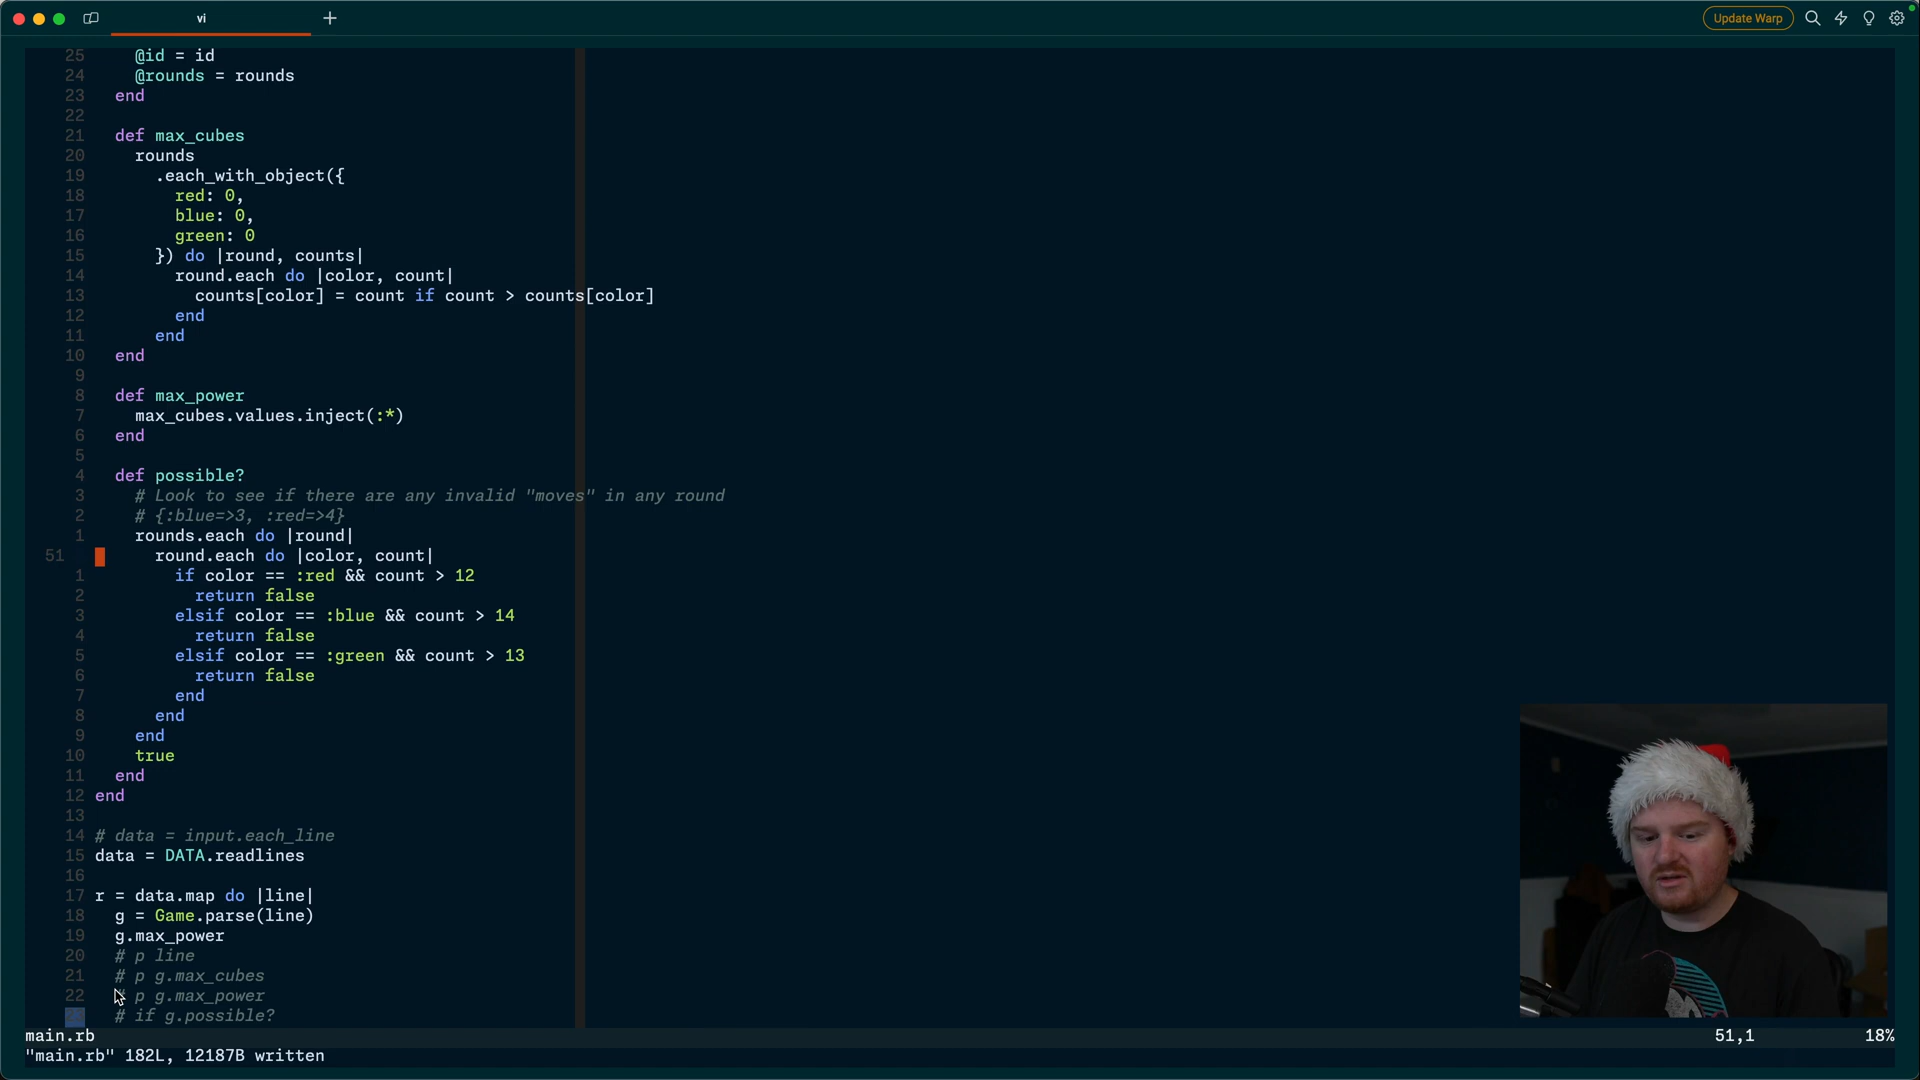 vi
Update Warp
25 @id = id
24 @rounds = rounds
23 end
22
21 def max_cubes
20 rounds
19 .each_with_object({
18 red: 0,
17 blue: 0,
16 green: 0
15 }) do |round, counts|
14 round.each do |color, count|
13 counts[color] = count if count > counts[color]
12 end
11 end
10 end
9
8 def max_power
7 max_cubes.values.inject(:*)
6 end
5
4 def possible?
3 # Look to see if there are any invalid "moves" in any round
2 # {:blue=>3, :red=>4}
1 rounds.each do |round|
51 round.each do |color, count|
1 if color == :red && count > 12
2 return false
3 elsif color == :blue && count > 14
4 return false
5 elsif color == :green && count > 13
6 return false
7 end
8 end
9 end
10 true
11 end
12 end
13
14 # data = input.each_line
15 data = DATA.readlines
16
17 r = data.map do |line|
18 g = Game.parse(line)
19 g.max_power
20 # p line
21 # p g.max_cubes
22 # p g.max_power
# if g.possible?
main.rb 51,1 18%
"main.rb" 182L, 12187B written